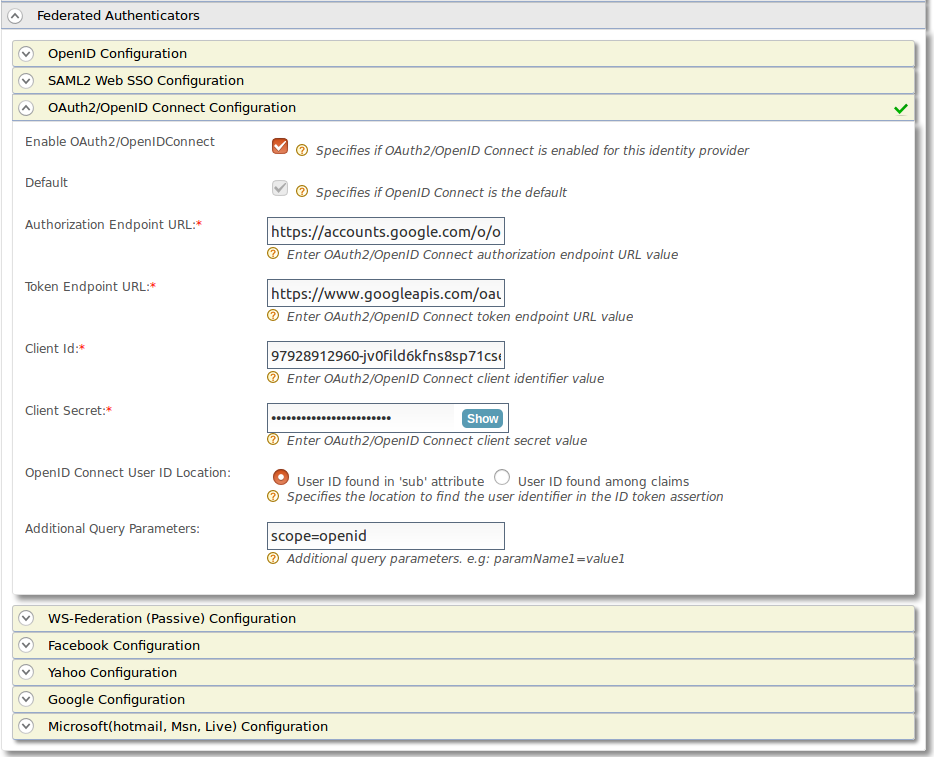 Federated Authenticators
OpenID Configuration
SAML2 Web SSO Configuration
OAuth2/OpenID Connect Configuration
Enable OAuth2/OpenIDConnect
Specifies if OAuth2/OpenID Connect is enabled for this identity provider
Default
Specifies if OpenID Connect is the default
Authorization Endpoint URL:*
https://accounts.google.com/o/o
Enter OAuth2/OpenID Connect authorization endpoint URL value
Token Endpoint URL:*
https://www.googleapis.com/oau
Enter OAuth2/OpenID Connect token endpoint URL value
Client Id:*
97928912960-jv0fild6kfns8sp71cse
Enter OAuth2/OpenID Connect client identifier value
Client Secret:*
Show
Enter OAuth2/OpenID Connect client secret value
OpenID Connect User ID Location:
User ID found in 'sub' attribute User ID found among claims
Specifies the location to find the user identifier in the ID token assertion
Additional Query Parameters:
scope=openid
Additional query parameters. e.g: paramName1=value1
WS-Federation (Passive) Configuration
Facebook Configuration
Yahoo Configuration
Google Configuration
Microsoft(hotmail, Msn, Live) Configuration